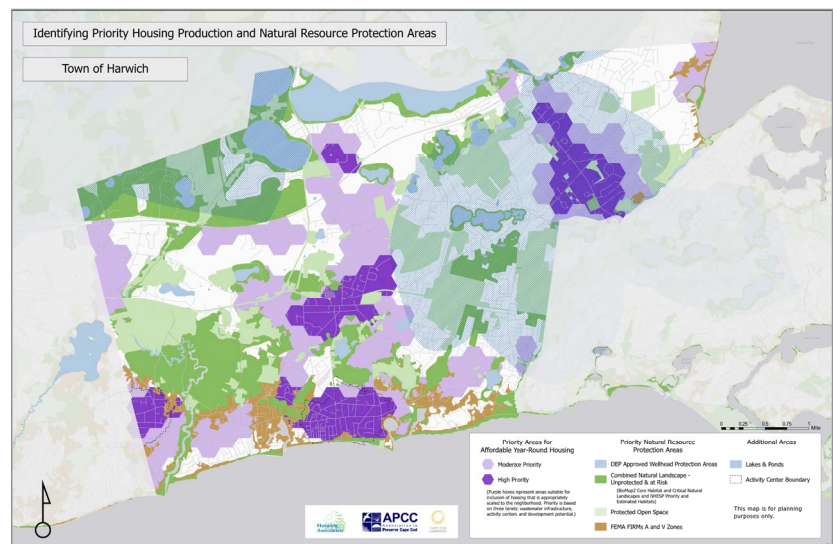 Identifying Priority Housing Production and Natural Resource Protection Areas
Town of Harwich
0 0.25 0.5 0.75 1
Mile
Priority Areas for
Affordable Year-Round Housing
Moderate Priority
High Priority
(Purple hexes represent areas suitable for
inclusion of housing that is appropriately
scaled to the neighborhood. Priority is based
on three tenets: wastewater infrastructure,
activity centers and development potential.)
Priority Natural Resource
Protection Areas
DEP Approved Wellhead Protection Areas
Combined Natural Landscape -
Unprotected & at Risk
(BioMap2 Core Habitat and Critical Natural
Landscapes and NHESP Priority and
Estimated Habitats)
Protected Open Space
FEMA FIRMs A and V Zones
Additional Areas
Lakes & Ponds
Activity Center Boundary
This map is for planning
purposes only.
Housing
Association
APCC
Association to
Preserve Cape Cod
CAPE COD
COMMISSION